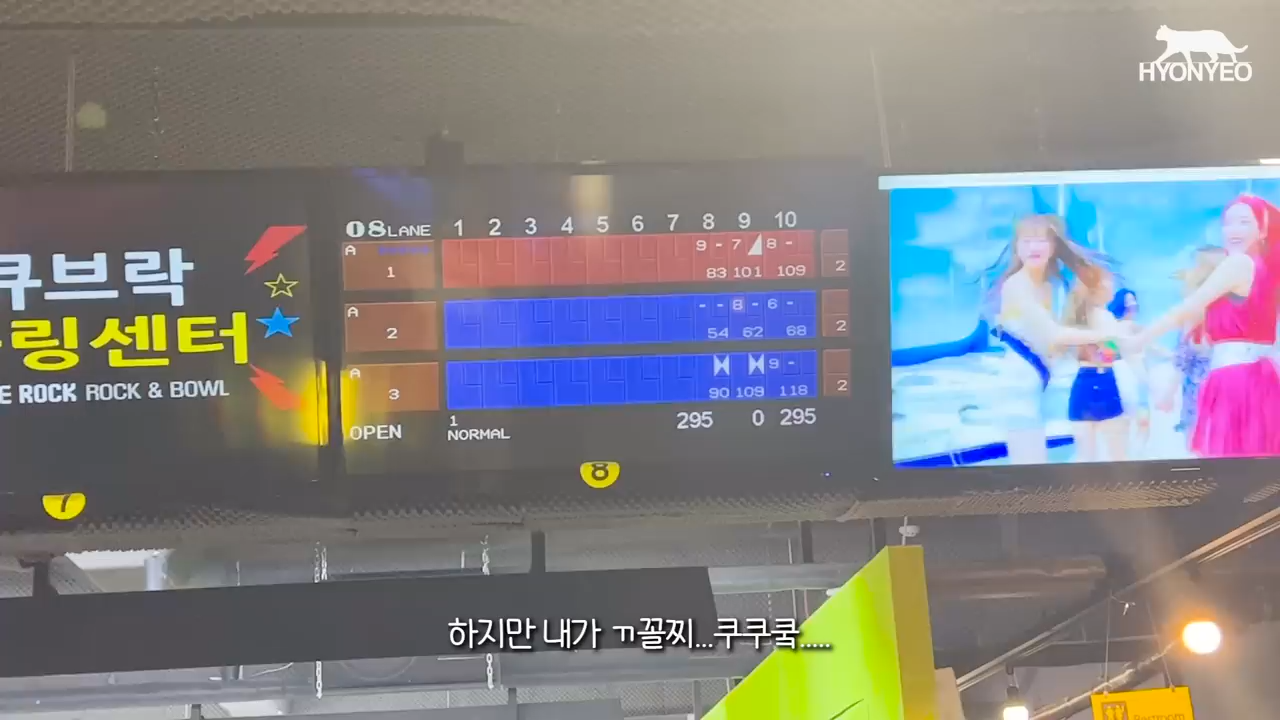 HYONYEO
쿠브락
링센터
E ROCK ROCK & BOWL
7
08 LANE 1 2 3 4 5 6 7 8 9 10
A 1 9 - 7 ◢ 8 -
83 101 109 2
A 2 - - 8 - 6 -
54 62 68 2
A 3 ⧓ ⧓ 9 -
90 109 118 2
OPEN 1 NORMAL 295 0 295
8
하지만 내가 ㄲ꼴찌...쿠쿠쿸.....
Restroom